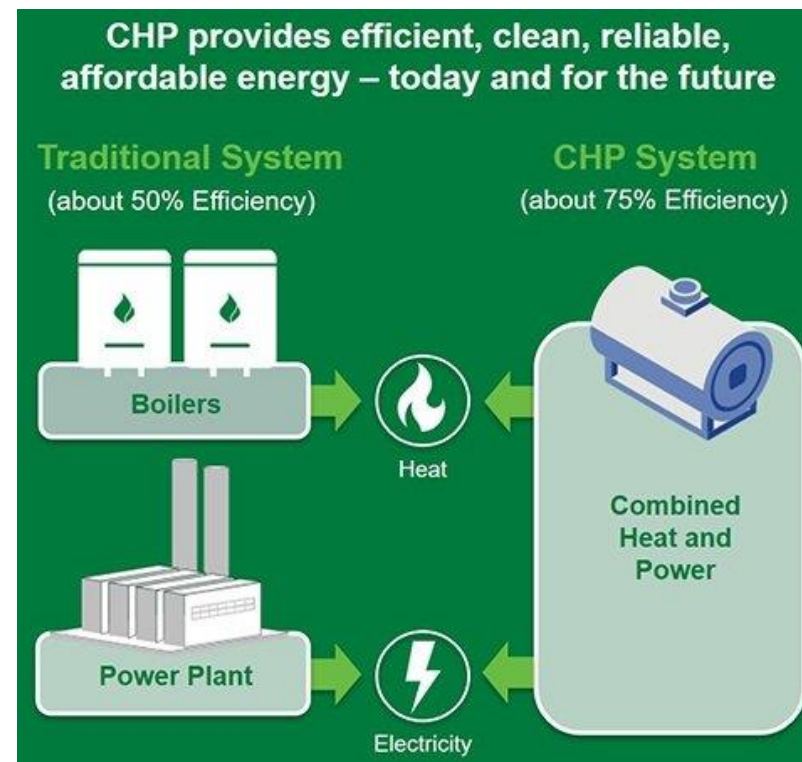 CHP provides efficient, clean, reliable,
affordable energy – today and for the future
Traditional System
(about 50% Efficiency)
CHP System
(about 75% Efficiency)
Boilers
Heat
Combined
Heat and
Power
Power Plant
Electricity